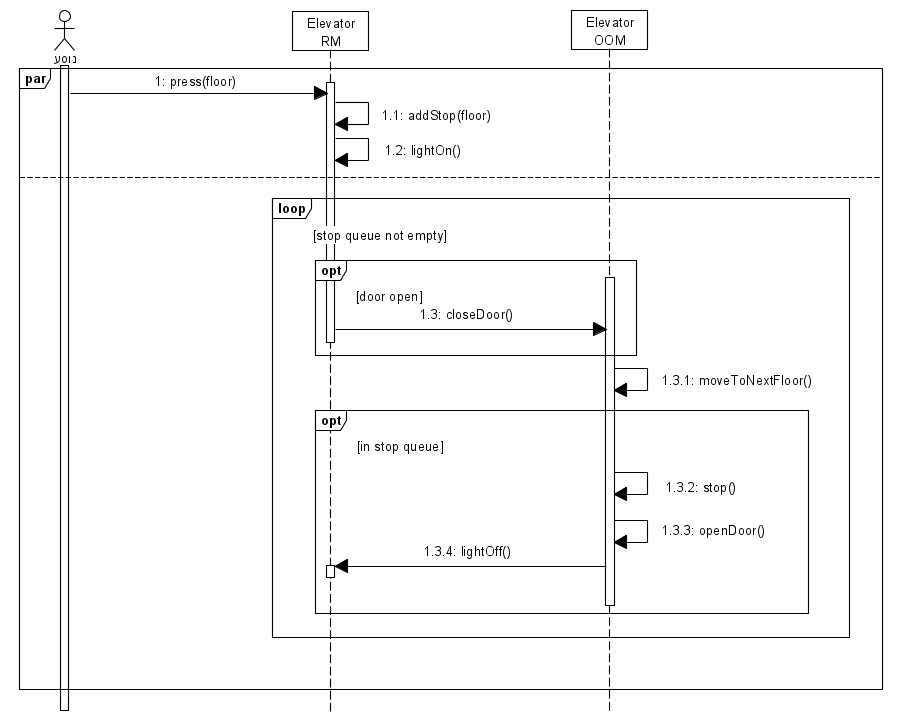 Elevator
RM
Elevator
OOM
נוסע
par
1: press(floor)
1.1: addStop(floor)
1.2: lightOn()
loop
[stop queue not empty]
opt
[door open]
1.3: closeDoor()
1.3.1: moveToNextFloor()
opt
[in stop queue]
1.3.2: stop()
1.3.3: openDoor()
1.3.4: lightOff()